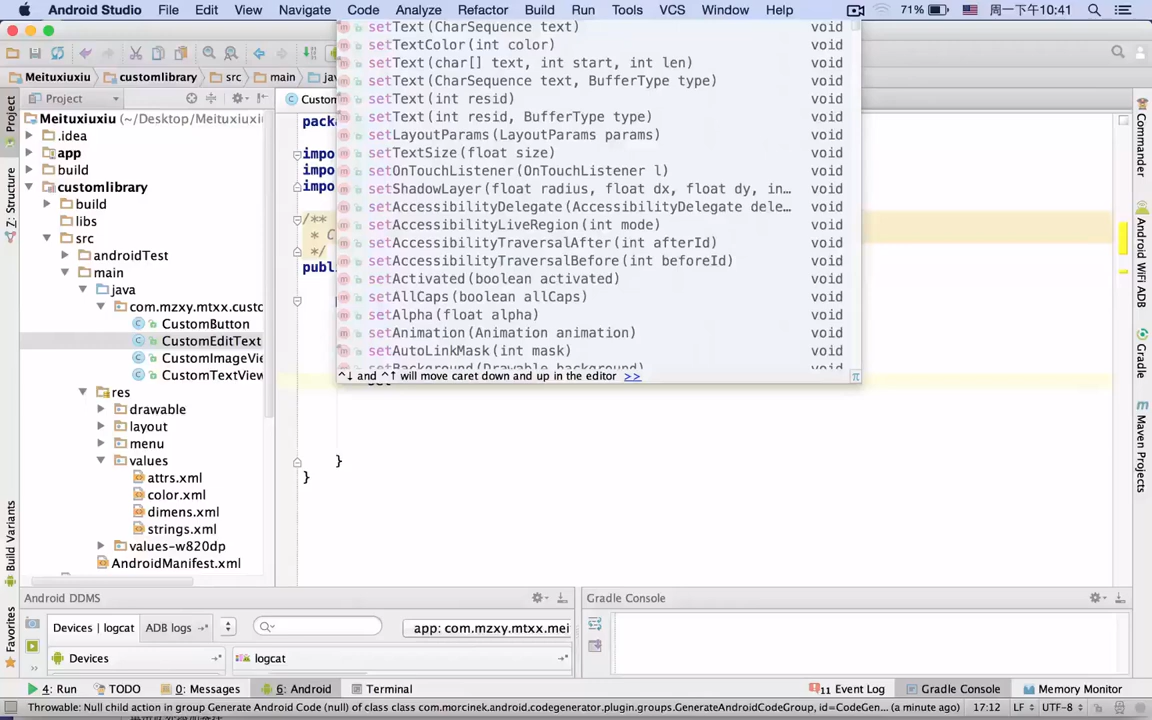 Android Studio File Edit View Navigate Code Analyze Refactor Build Run Tools VCS Window Help 71% 周一下午10:41
Meituxiuxiu customlibrary src main
Project
Custom
Meituxiuxiu (~/Desktop/Meituxiuxi
.idea
app
build
customlibrary
build
libs
src
androidTest
main
java
com.mzxy.mtxx.custo
CustomButton
CustomEditText
CustomImageVie
CustomTextView
res
drawable
layout
menu
values
attrs.xml
color.xml
dimens.xml
strings.xml
values-w820dp
AndroidManifest.xml
pack
impo
impo
impo
/**
* C
*/
publ
setText(CharSequence text) void
setTextColor(int color) void
setText(char[] text, int start, int len) void
setText(CharSequence text, BufferType type) void
setText(int resid) void
setText(int resid, BufferType type) void
setLayoutParams(LayoutParams params) void
setTextSize(float size) void
setOnTouchListener(OnTouchListener l) void
setShadowLayer(float radius, float dx, float dy, in… void
setAccessibilityDelegate(AccessibilityDelegate dele… void
setAccessibilityLiveRegion(int mode) void
setAccessibilityTraversalAfter(int afterId) void
setAccessibilityTraversalBefore(int beforeId) void
setActivated(boolean activated) void
setAllCaps(boolean allCaps) void
setAlpha(float alpha) void
setAnimation(Animation animation) void
setAutoLinkMask(int mask) void
setBackground(Drawable background) void
^↓ and ^↑ will move caret down and up in the editor >>
π
}
}
Project
Z: Structure
Build Variants
Favorites
Commander
Android WiFi ADB
Gradle
Maven Projects
Android DDMS
Devices | logcat ADB logs app: com.mzxy.mtxx.mei
Devices logcat
Gradle Console
4: Run TODO 0: Messages 6: Android Terminal 11 Event Log Gradle Console Memory Monitor
Throwable: Null child action in group Generate Android Code (null) of class class com.morcinek.android.codegenerator.plugin.groups.GenerateAndroidCodeGroup, id=CodeGen... (a minute ago) 17:12 LF UTF-8